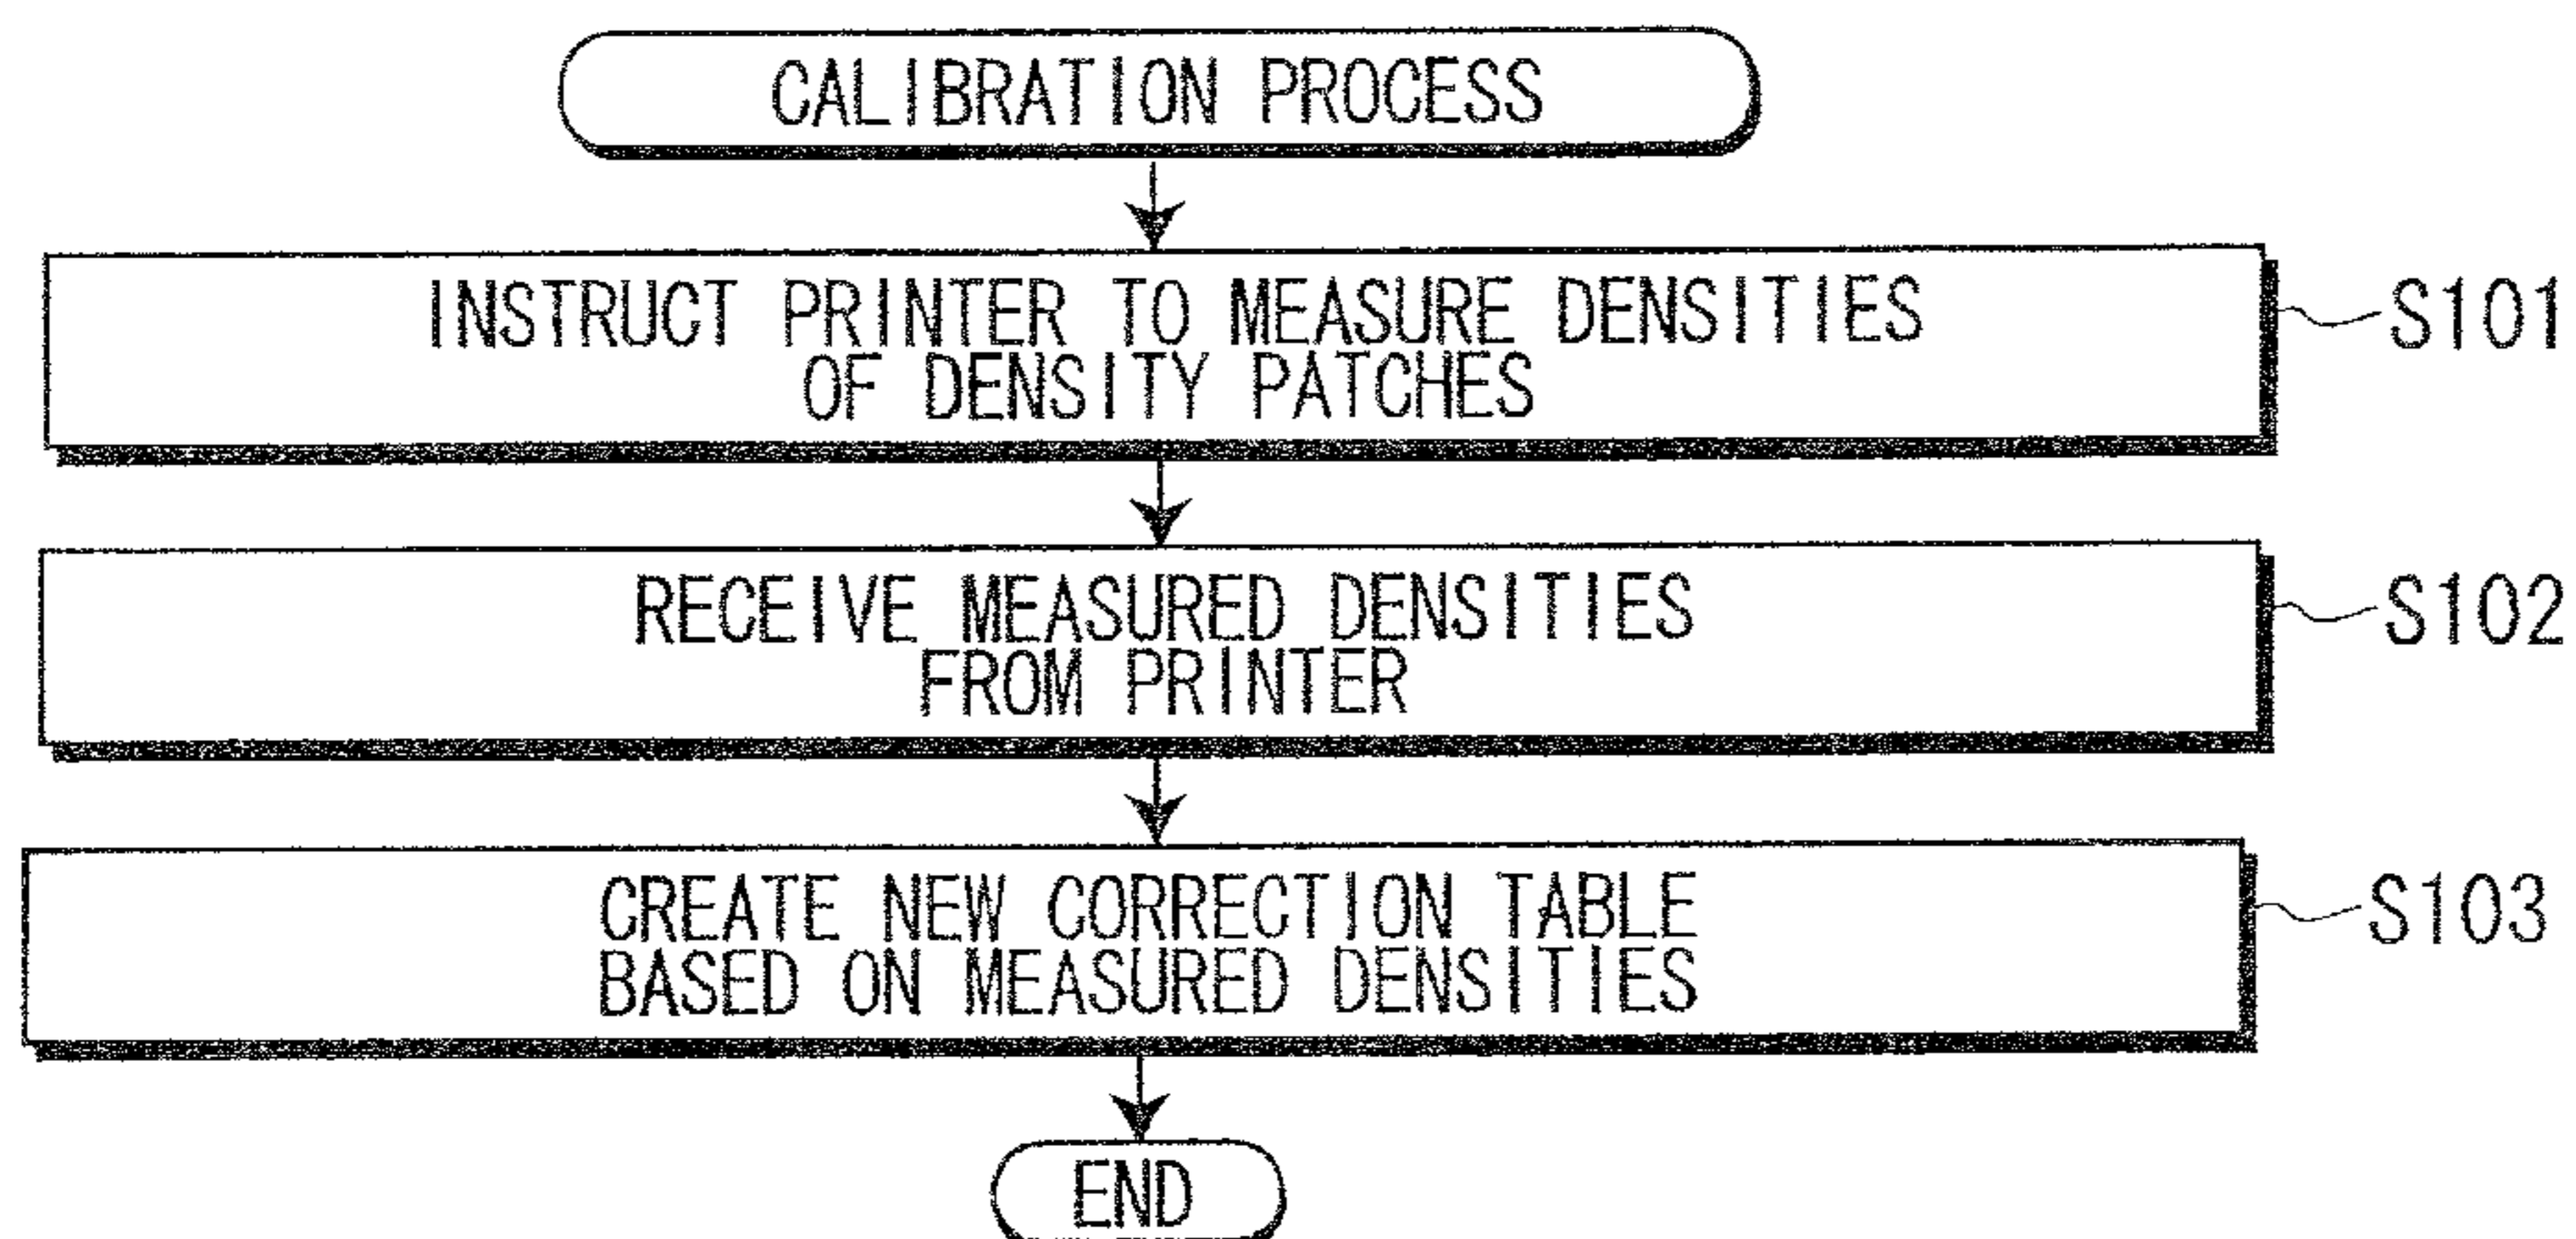 CALIBRATION PROCESS
INSTRUCT PRINTER TO MEASURE DENSITIES
OF DENSITY PATCHES
S101
RECEIVE MEASURED DENSITIES
FROM PRINTER
S102
CREATE NEW CORRECTION TABLE
BASED ON MEASURED DENSITIES
S103
END